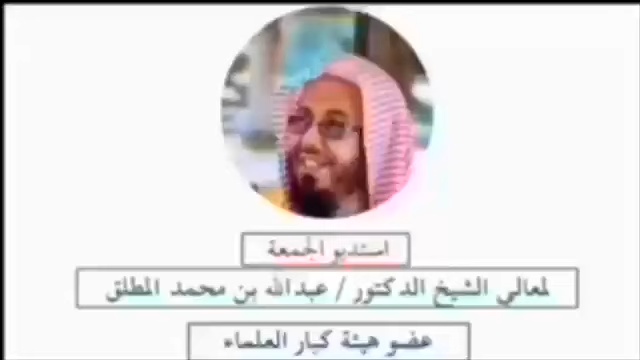 استديو الجمعة
لمعالي الشيخ الدكتور / عبدالله بن محمد المطلق
عضو هيئة كبار العلماء